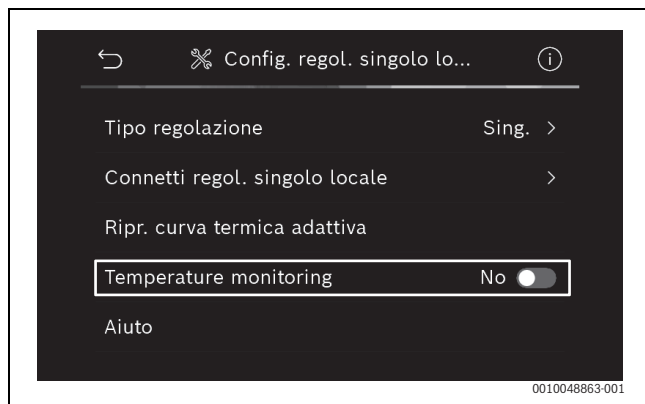 Config. regol. singolo lo...
Tipo regolazione Sing. >
Connetti regol. singolo locale >
Ripr. curva termica adattiva
Temperature monitoring No
Aiuto
0010048863-001